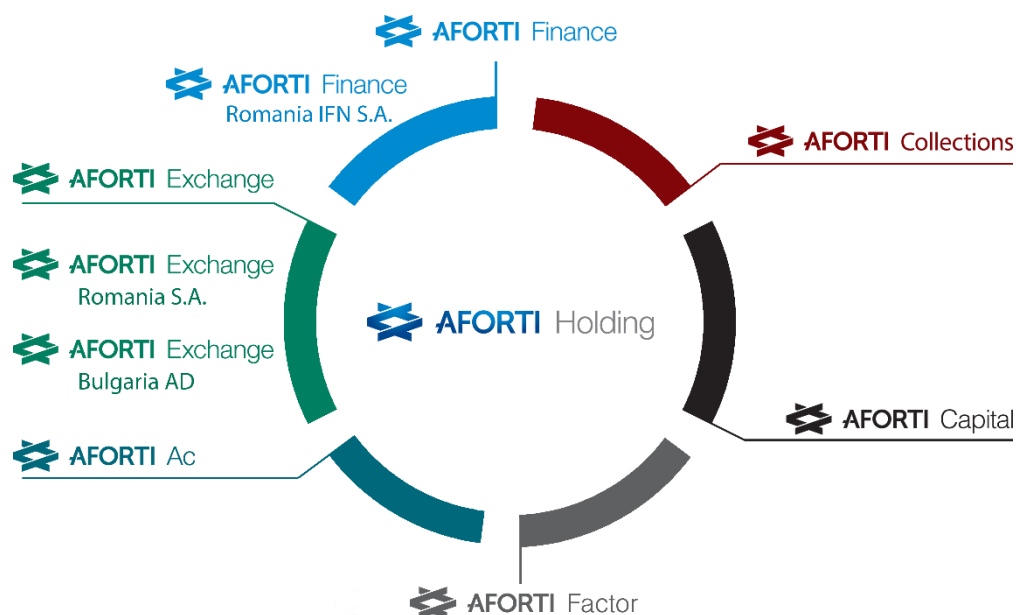 AFORTI Finance
AFORTI Finance
Romania IFN S.A.
AFORTI Collections
AFORTI Exchange
AFORTI Exchange
Romania S.A.
AFORTI Holding
AFORTI Exchange
Bulgaria AD
AFORTI Capital
AFORTI Ac
AFORTI Factor